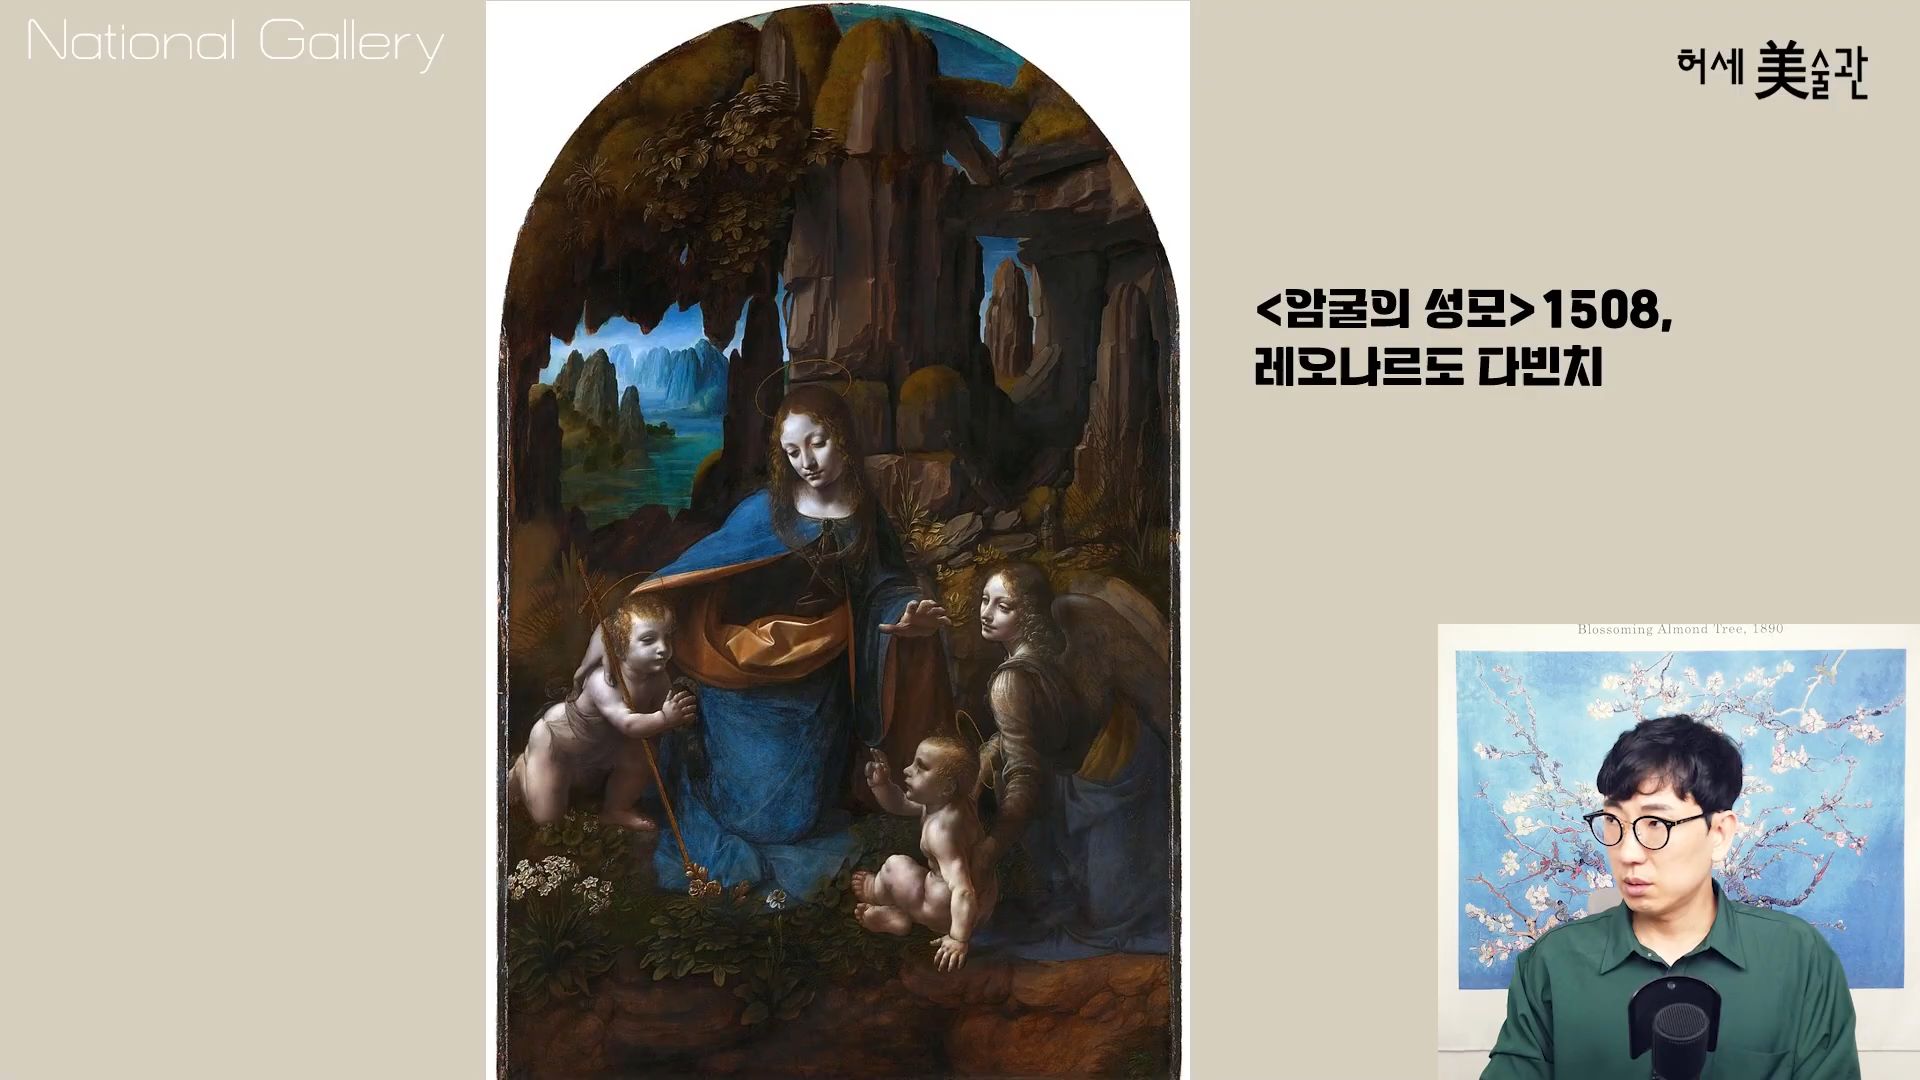 National Gallery
허세 美술관
<암굴의 성모> 1508,
레오나르도 다빈치
Blossoming Almond Tree, 1890